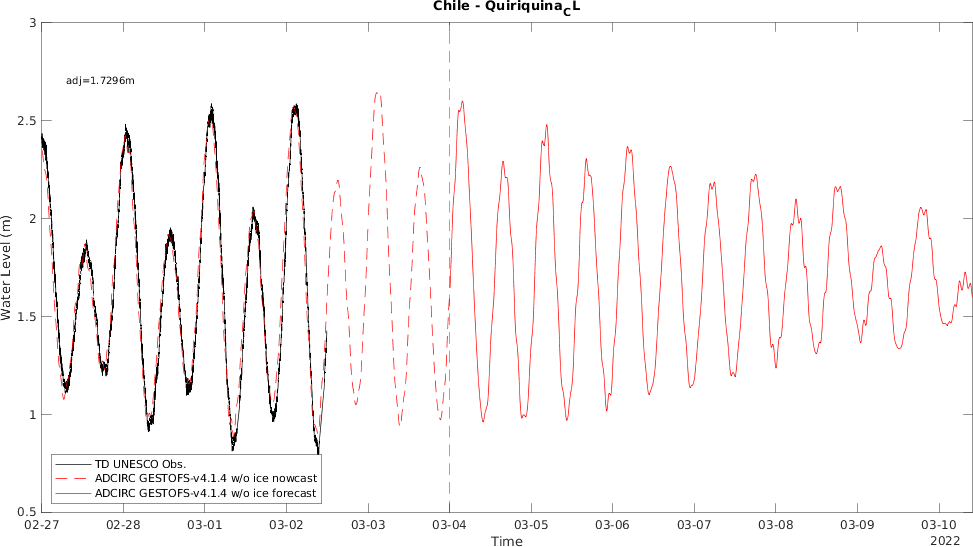 Chile - Quiriquina_CL
adj=1.7296m
3
2.5
2
1.5
1
0.5
Water Level (m)
TD UNESCO Obs.
ADCIRC GESTOFS-v4.1.4 w/o ice nowcast
ADCIRC GESTOFS-v4.1.4 w/o ice forecast
02-27 02-28 03-01 03-02 03-03 03-04 03-05 03-06 03-07 03-08 03-09 03-10
Time
2022